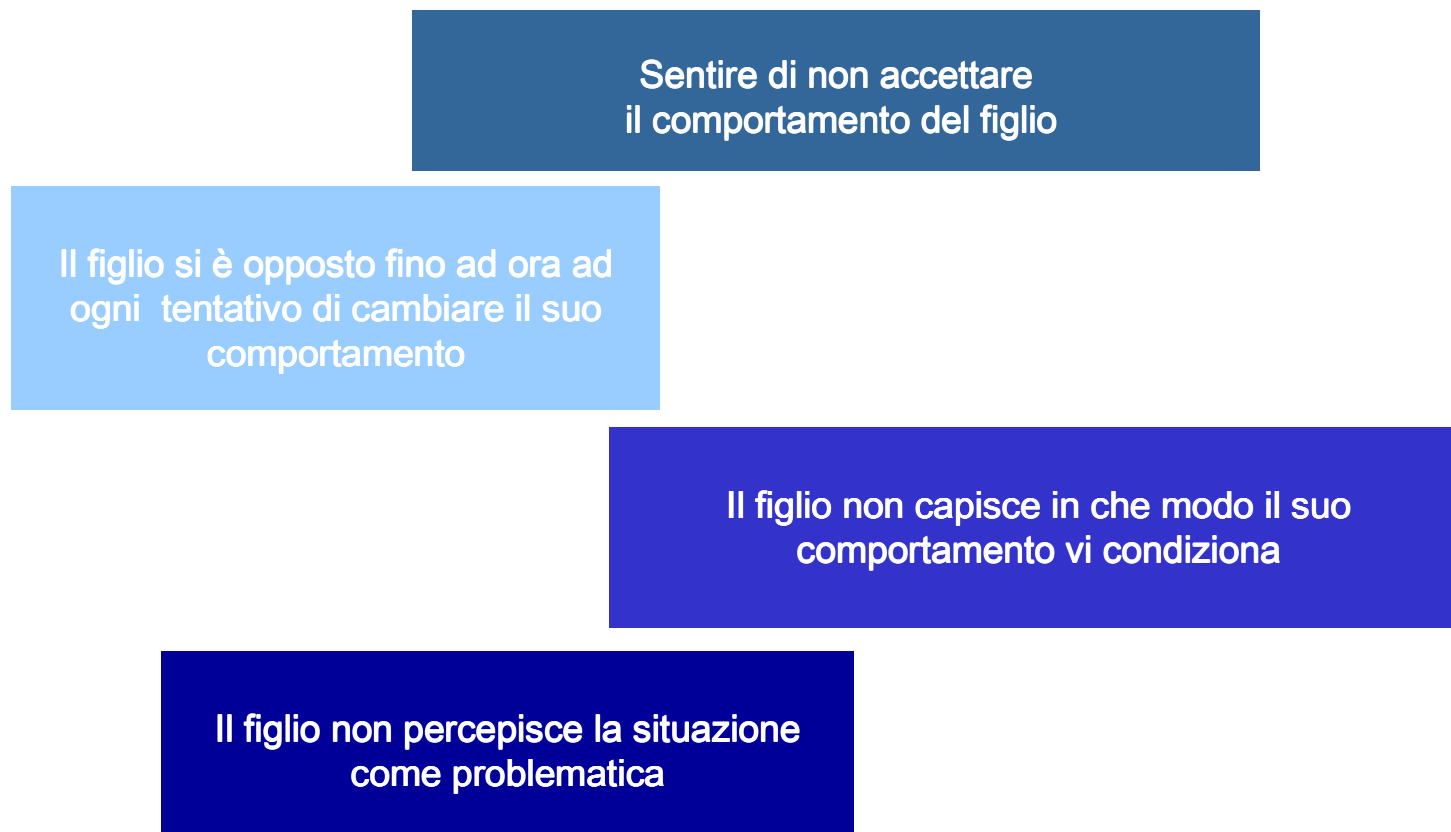 Sentire di non accettare
il comportamento del figlio
Il figlio si è opposto fino ad ora ad
ogni  tentativo di cambiare il suo
comportamento
Il figlio non capisce in che modo il suo
comportamento vi condiziona
Il figlio non percepisce la situazione
come problematica